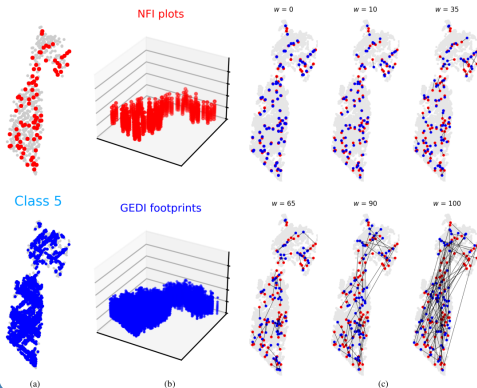 NFI plots
w = 0
w = 10
w = 35
Class 5
GEDI footprints
w = 65
w = 90
w = 100
(a)
(b)
(c)